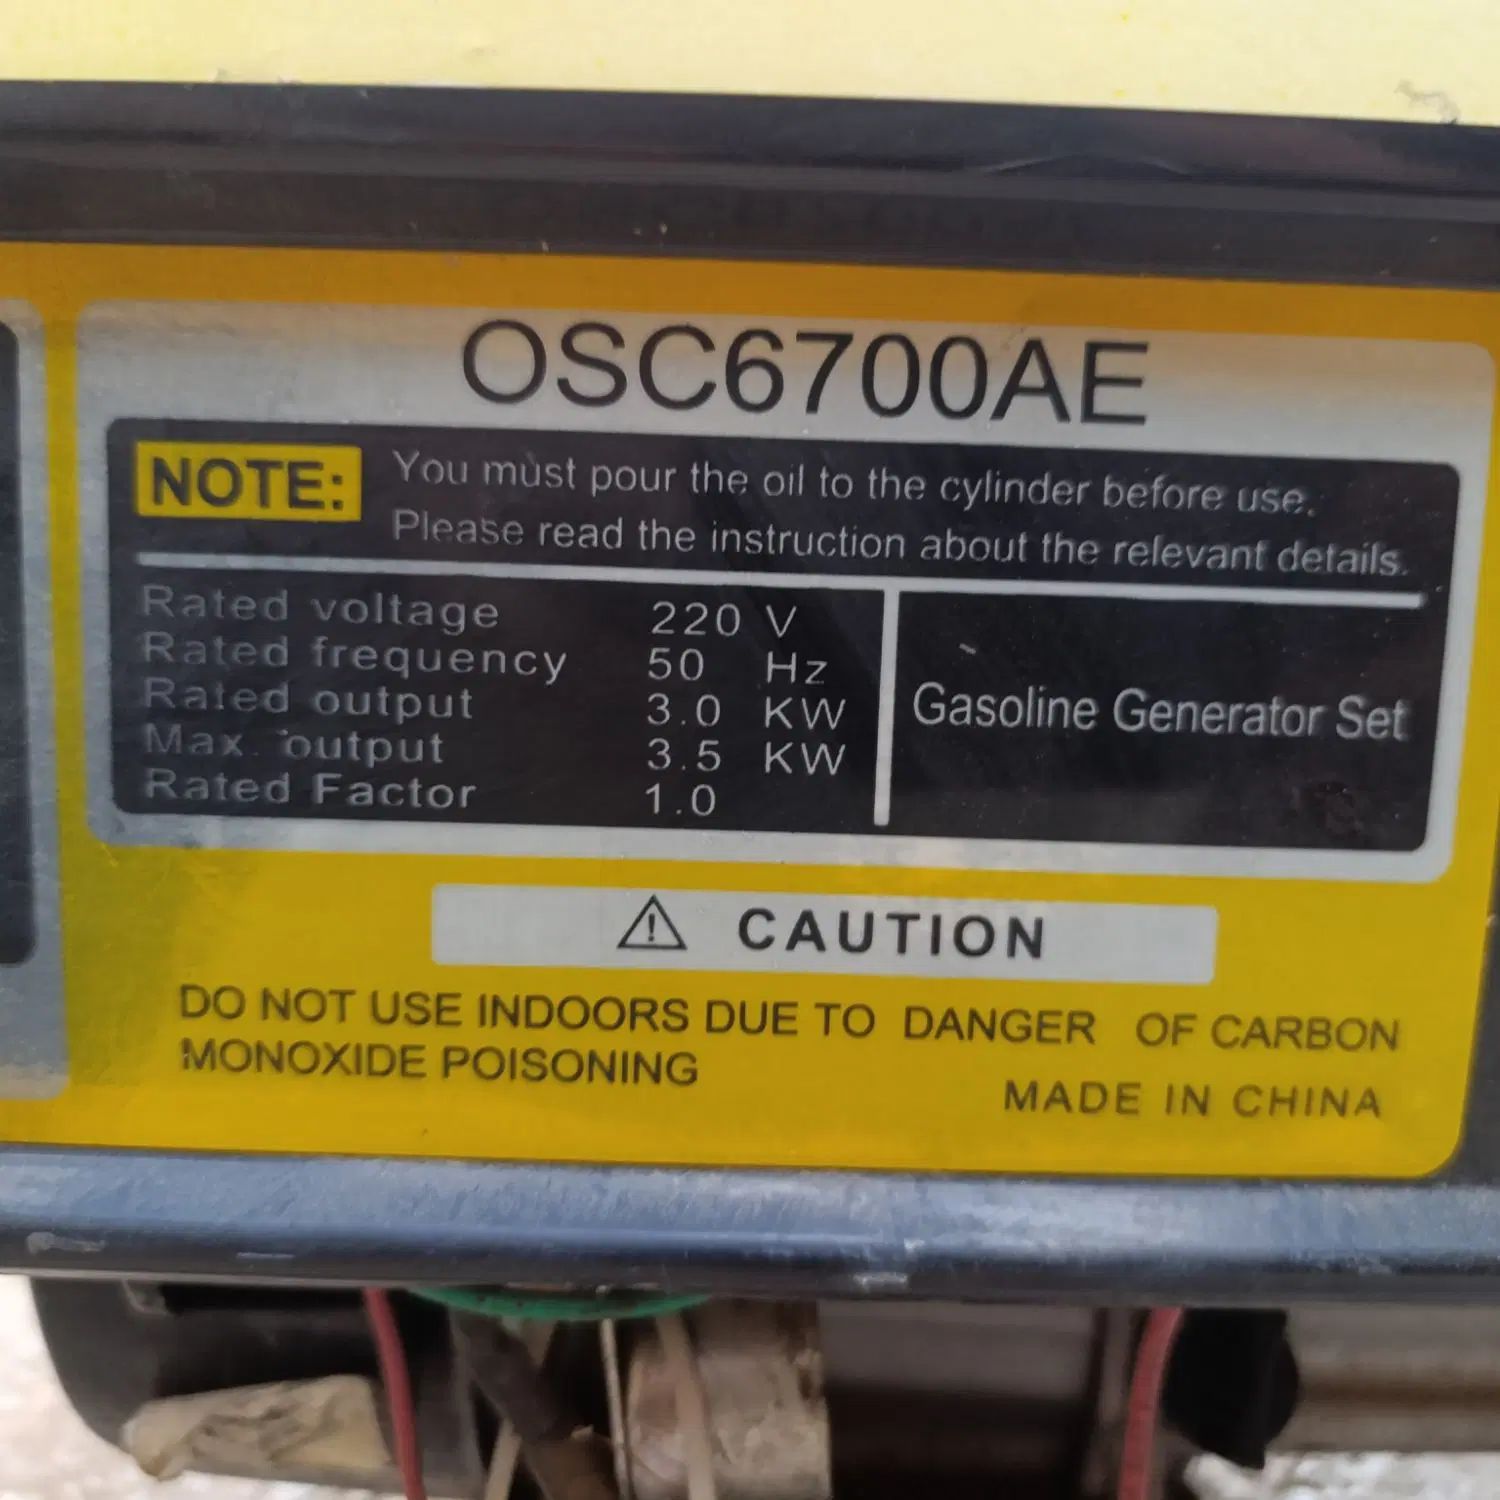 OSC6700AE
NOTE: You must pour the oil to the cylinder before use.
Please read the instruction about the relevant details.
Rated voltage 220 V
Rated frequency 50 Hz
Rated output 3.0 KW
Max. output 3.5 KW
Rated Factor 1.0
Gasoline Generator Set
CAUTION
DO NOT USE INDOORS DUE TO DANGER OF CARBON
MONOXIDE POISONING
MADE IN CHINA